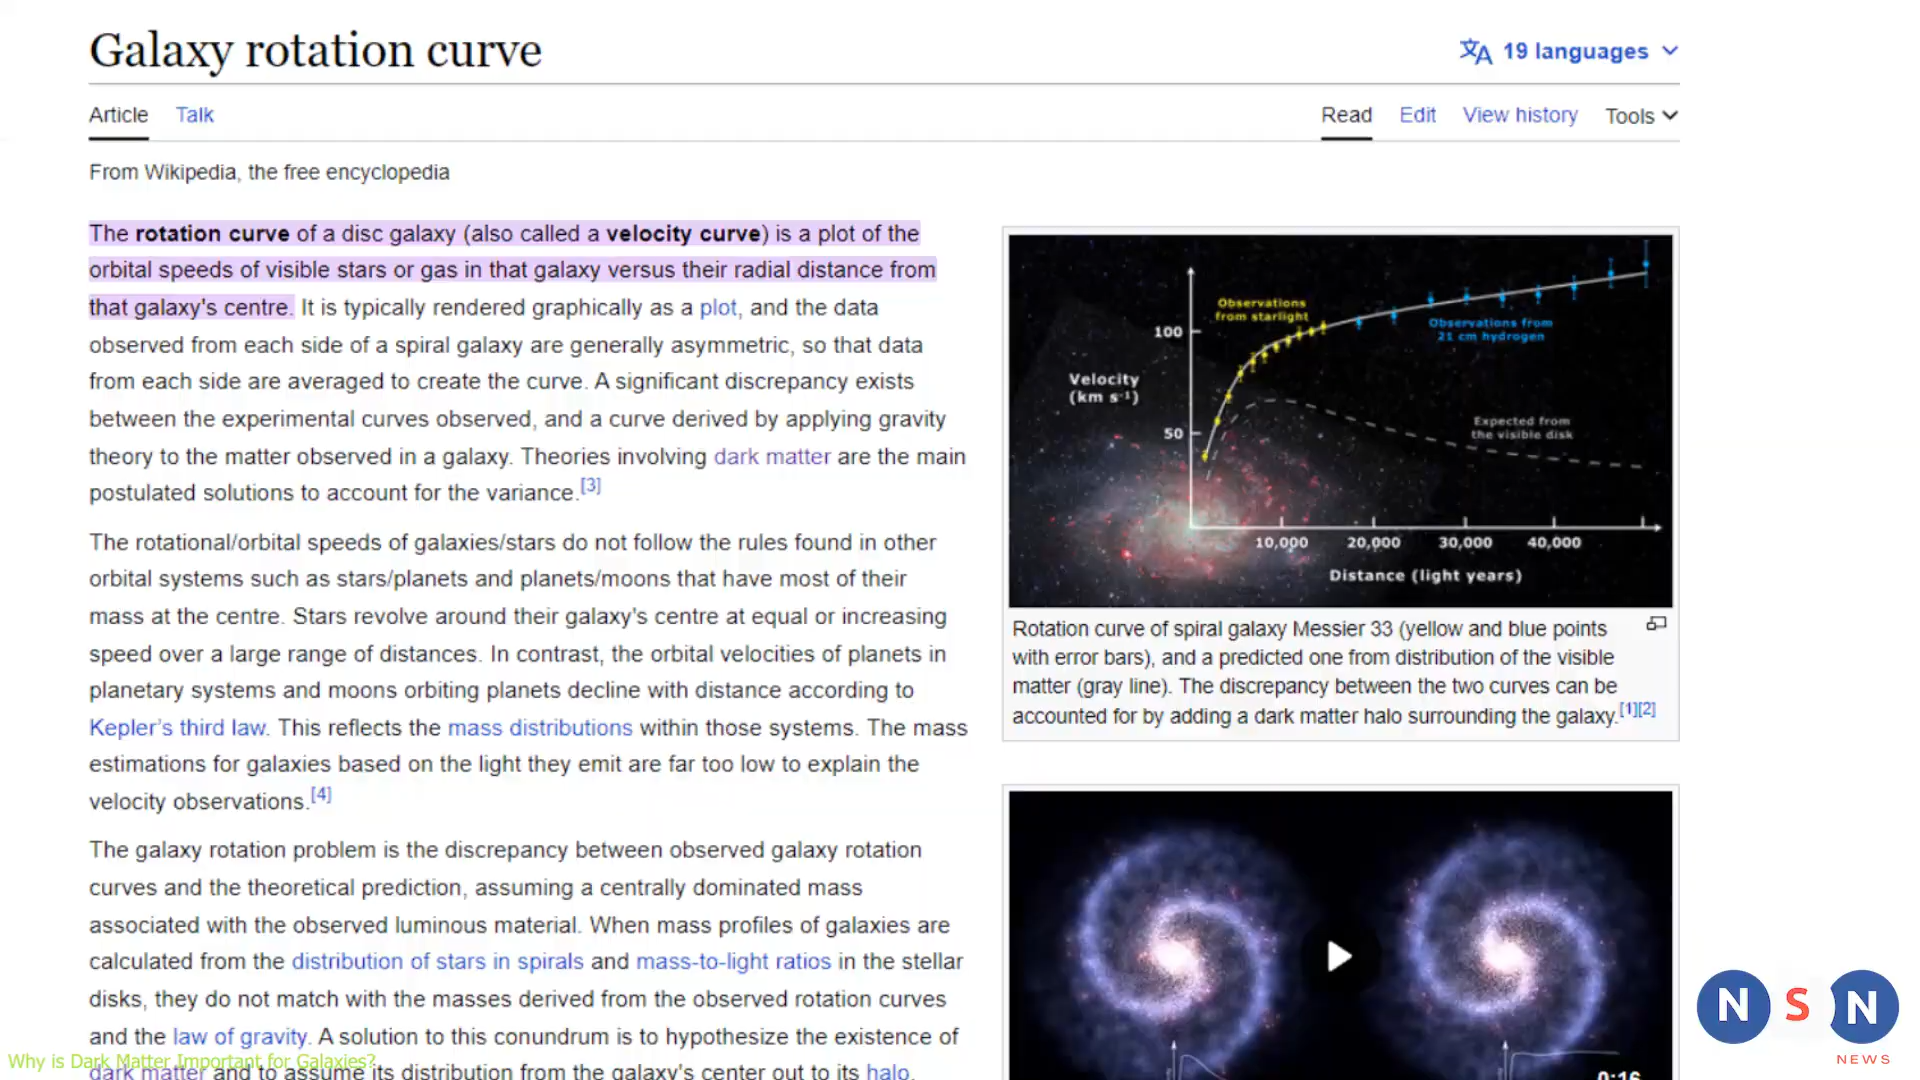 Galaxy rotation curve
19 languages
Article Talk
Read Edit View history Tools
From Wikipedia, the free encyclopedia
The rotation curve of a disc galaxy (also called a velocity curve) is a plot of the
orbital speeds of visible stars or gas in that galaxy versus their radial distance from
that galaxy's centre. It is typically rendered graphically as a plot, and the data
observed from each side of a spiral galaxy are generally asymmetric, so that data
from each side are averaged to create the curve. A significant discrepancy exists
between the experimental curves observed, and a curve derived by applying gravity
theory to the matter observed in a galaxy. Theories involving dark matter are the main
postulated solutions to account for the variance.[3]
The rotational/orbital speeds of galaxies/stars do not follow the rules found in other
orbital systems such as stars/planets and planets/moons that have most of their
mass at the centre. Stars revolve around their galaxy's centre at equal or increasing
speed over a large range of distances. In contrast, the orbital velocities of planets in
planetary systems and moons orbiting planets decline with distance according to
Kepler's third law. This reflects the mass distributions within those systems. The mass
estimations for galaxies based on the light they emit are far too low to explain the
velocity observations.[4]
The galaxy rotation problem is the discrepancy between observed galaxy rotation
curves and the theoretical prediction, assuming a centrally dominated mass
associated with the observed luminous material. When mass profiles of galaxies are
calculated from the distribution of stars in spirals and mass-to-light ratios in the stellar
disks, they do not match with the masses derived from the observed rotation curves
and the law of gravity. A solution to this conundrum is to hypothesize the existence of
dark matter and to assume its distribution from the galaxy's center out to its halo.
Why is Dark Matter Important for Galaxies?
Observations
from starlight
100
Observations from
21 cm hydrogen
Velocity
(km s-1)
Expected from
the visible disk
50
10,000 20,000 30,000 40,000
Distance (light years)
Rotation curve of spiral galaxy Messier 33 (yellow and blue points
with error bars), and a predicted one from distribution of the visible
matter (gray line). The discrepancy between the two curves can be
accounted for by adding a dark matter halo surrounding the galaxy.[1][2]
0:16
N S N
NEWS